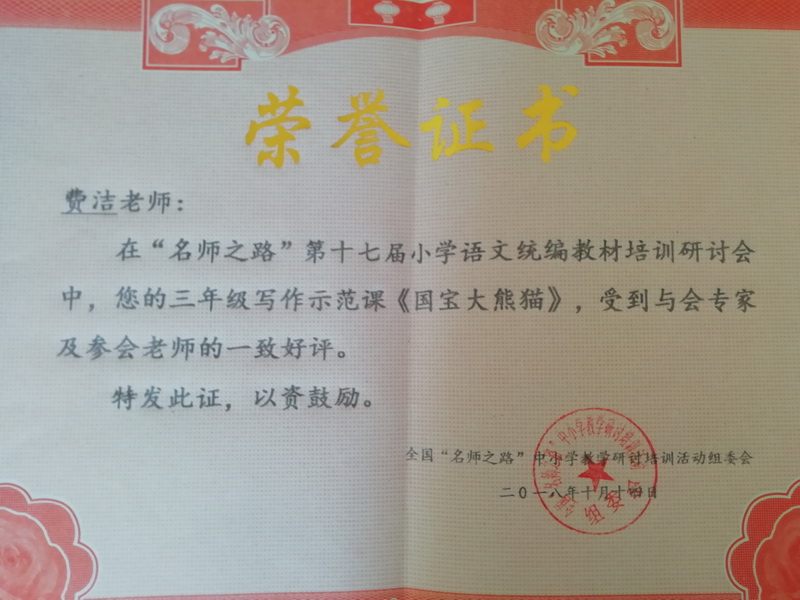 荣誉证书
费洁老师：
在“名师之路”第十七届小学语文统编教材培训研讨会
中，您的三年级写作示范课《国宝大熊猫》，受到与会专家
及参会老师的一致好评。
特发此证，以资鼓励。
全国“名师之路”中小学教学研讨培训活动组委会
二〇一八年十月十四日
组委会